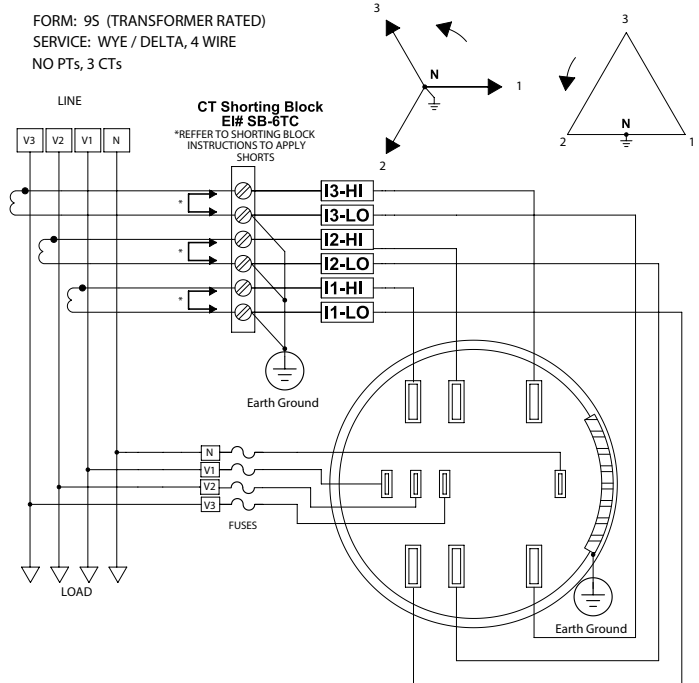 FORM: 9S (TRANSFORMER RATED)
SERVICE: WYE / DELTA, 4 WIRE
NO PTs, 3 CTs
3
N
1
2
3
N
2
1
LINE
V3 V2 V1 N
CT Shorting Block
EI# SB-6TC
*REFFER TO SHORTING BLOCK
INSTRUCTIONS TO APPLY
SHORTS
I3-HI
*
I3-LO
I2-HI
*
I2-LO
I1-HI
*
I1-LO
Earth Ground
N
V1
V2
V3
FUSES
LOAD
Earth Ground